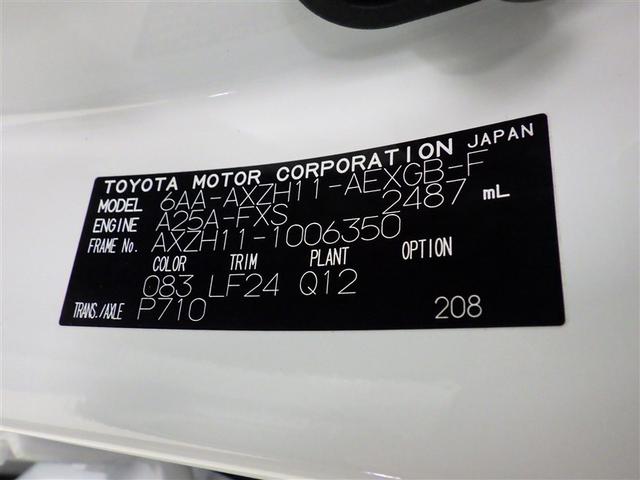 TOYOTA MOTOR CORPORATION JAPAN
MODEL 6AA-AXZH11-AEXGB-F
ENGINE A25A-FXS 2487 mL
FRAME No. AXZH11-1006350
COLOR TRIM PLANT OPTION
083 LF24 Q12
TRANS./AXLE P710 208